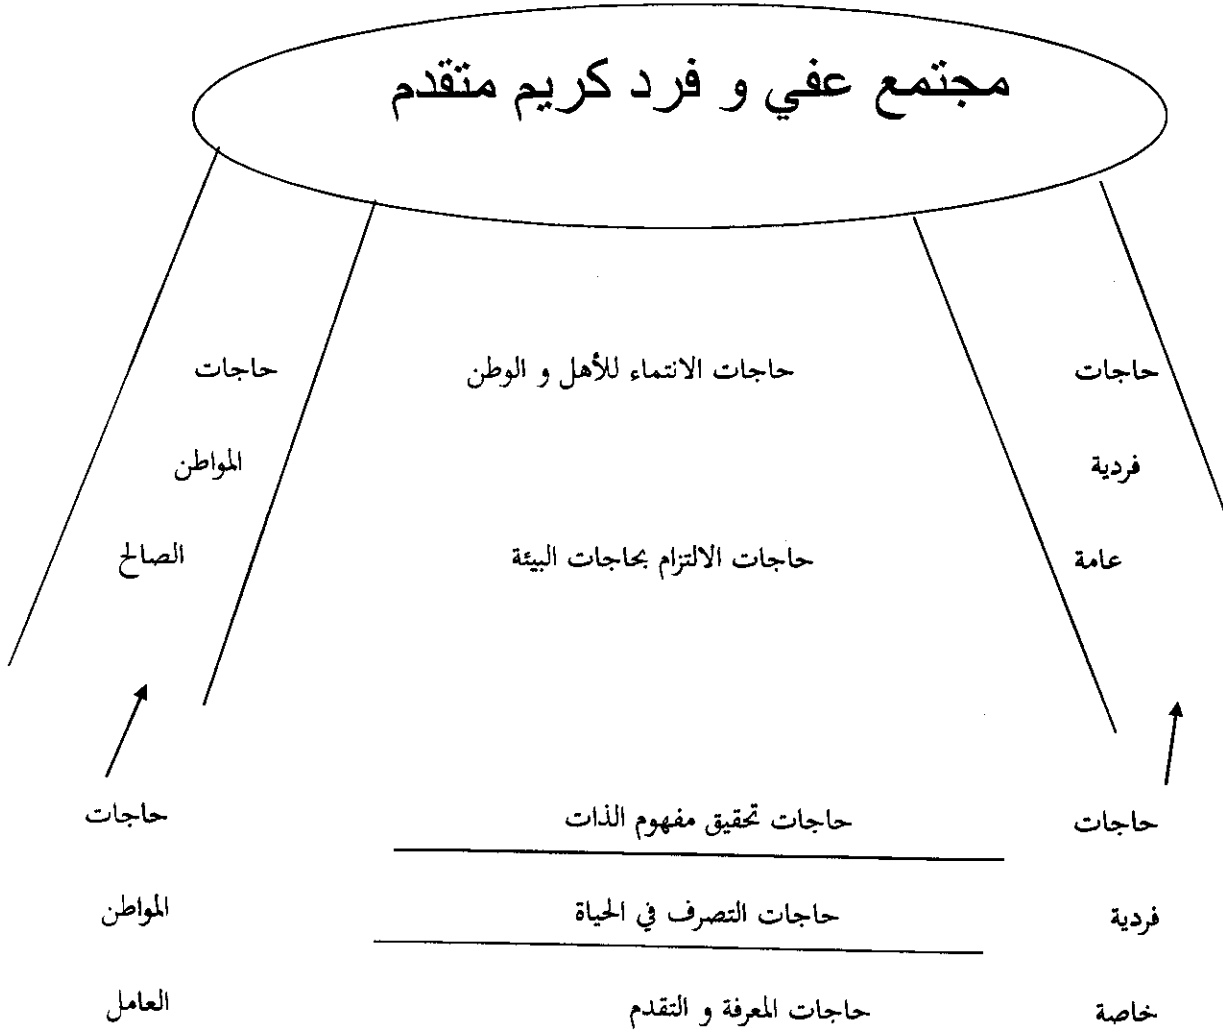 مجتمع عفي و فرد كريم متقدم
حاجات
حاجات الانتماء للأهل و الوطن
حاجات
فردية
المواطن
عامة
حاجات الالتزام بحاجات البيئة
الصالح
حاجات
حاجات تحقيق مفهوم الذات
حاجات
فردية
حاجات التصرف في الحياة
المواطن
خاصة
حاجات المعرفة و التقدم
العامل